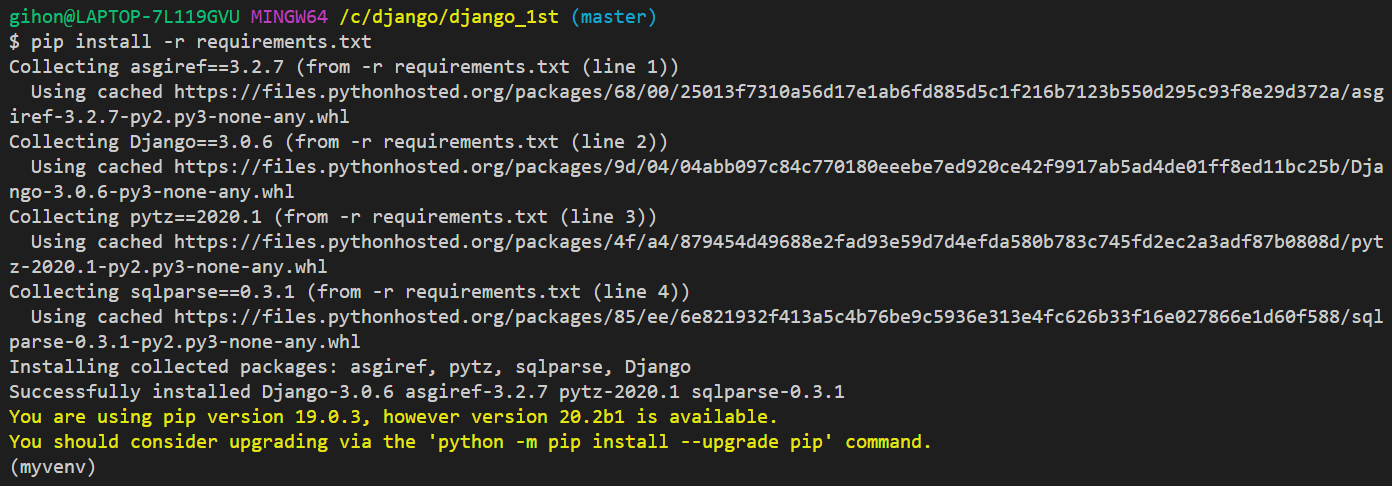 gihon@LAPTOP-7L119GVU MINGW64 /c/django/django_1st (master)
$ pip install -r requirements.txt
Collecting asgiref==3.2.7 (from -r requirements.txt (line 1))
  Using cached https://files.pythonhosted.org/packages/68/00/25013f7310a56d17e1ab6fd885d5c1f216b7123b550d295c93f8e29d372a/asg
iref-3.2.7-py2.py3-none-any.whl
Collecting Django==3.0.6 (from -r requirements.txt (line 2))
  Using cached https://files.pythonhosted.org/packages/9d/04/04abb097c84c770180eeebe7ed920ce42f9917ab5ad4de01ff8ed11bc25b/Dja
ngo-3.0.6-py3-none-any.whl
Collecting pytz==2020.1 (from -r requirements.txt (line 3))
  Using cached https://files.pythonhosted.org/packages/4f/a4/879454d49688e2fad93e59d7d4efda580b783c745fd2ec2a3adf87b0808d/pyt
z-2020.1-py2.py3-none-any.whl
Collecting sqlparse==0.3.1 (from -r requirements.txt (line 4))
  Using cached https://files.pythonhosted.org/packages/85/ee/6e821932f413a5c4b76be9c5936e313e4fc626b33f16e027866e1d60f588/sql
parse-0.3.1-py2.py3-none-any.whl
Installing collected packages: asgiref, pytz, sqlparse, Django
Successfully installed Django-3.0.6 asgiref-3.2.7 pytz-2020.1 sqlparse-0.3.1
You are using pip version 19.0.3, however version 20.2b1 is available.
You should consider upgrading via the 'python -m pip install --upgrade pip' command.
(myvenv)